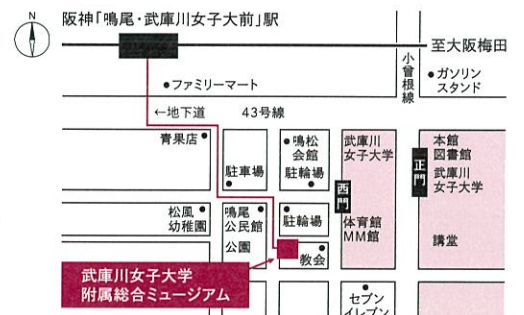 阪神「鳴尾・武庫川女子大前」駅
N
至大阪梅田
小曾根線
ガソリン
スタンド
ファミリーマート
←地下道
43号線
青果店
鳴松
会館
駐車場
駐輪場
武庫川
女子大学
本館
図書館
正門
武庫川
女子大学
西門
松風
幼稚園
鳴尾
公民館
駐輪場
体育館
MM館
講堂
公園
教会
武庫川女子大学
附属総合ミュージアム
セブン
イレブン